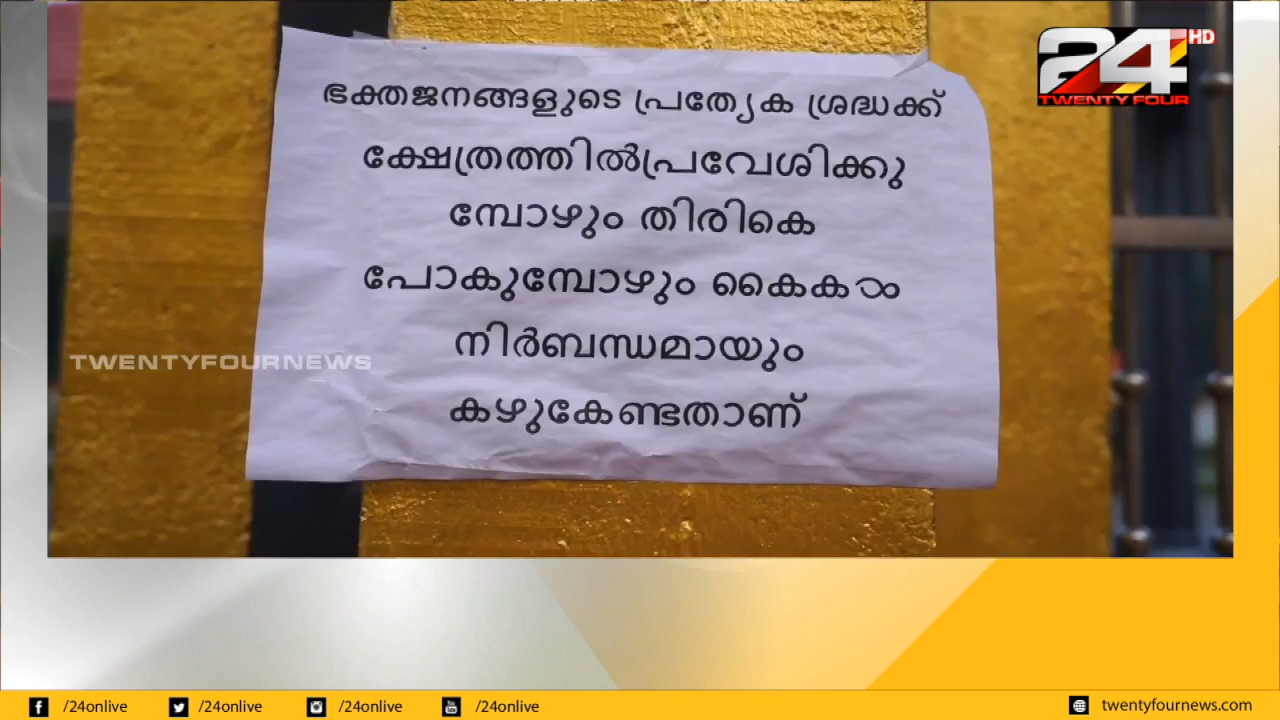 24 HD
TWENTY FOUR
ഭക്തജനങ്ങളുടെ പ്രത്യേക ശ്രദ്ധക്ക്
ക്ഷേത്രത്തിൽപ്രവേശിക്കു
മ്പോഴും തിരികെ
പോകുമ്പോഴും കൈകൾ
നിർബന്ധമായും
കഴുകേണ്ടതാണ്
TWENTYFOURNEWS
/24onlive /24onlive /24onlive /24onlive twentyfournews.com